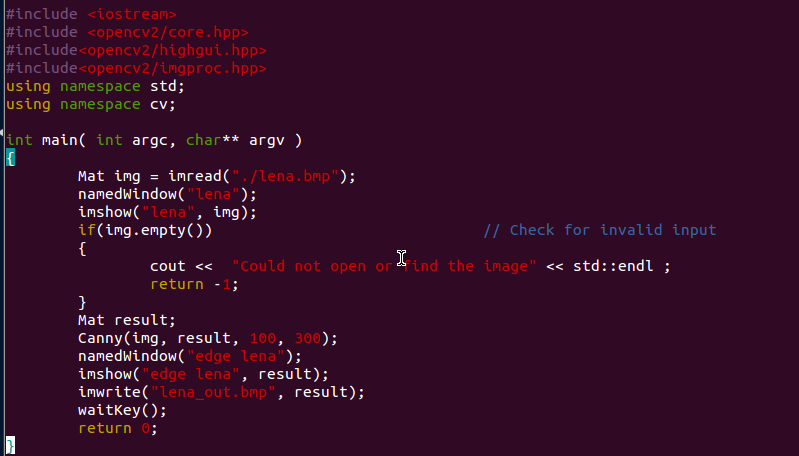 #include <iostream>
#include <opencv2/core.hpp>
#include<opencv2/highgui.hpp>
#include<opencv2/imgproc.hpp>
using namespace std;
using namespace cv;
int main( int argc, char** argv )
{
Mat img = imread("./lena.bmp");
namedWindow("lena");
imshow("lena", img);
if(img.empty()) // Check for invalid input
{
cout << "Could not open or find the image" << std::endl ;
return -1;
}
Mat result;
Canny(img, result, 100, 300);
namedWindow("edge lena");
imshow("edge lena", result);
imwrite("lena_out.bmp", result);
waitKey();
return 0;
}